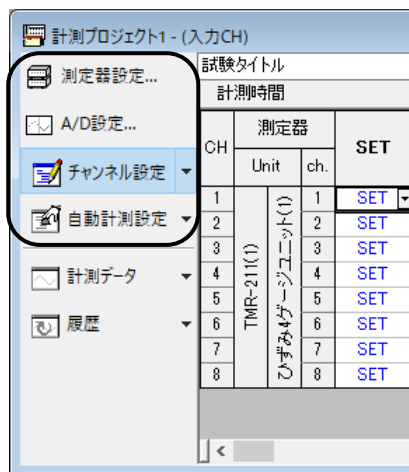 計測プロジェクト1 - (入力CH)
測定器設定...
A/D設定...
チャンネル設定
自動計測設定
計測データ
履歴
試験タイトル
計測時間
CH 測定器 SET
Unit ch.
TMR-211(1)
ひずみ4ゲージユニット(1)
1 1 SET
2 2 SET
3 3 SET
4 4 SET
5 5 SET
6 6 SET
7 7 SET
8 8 SET